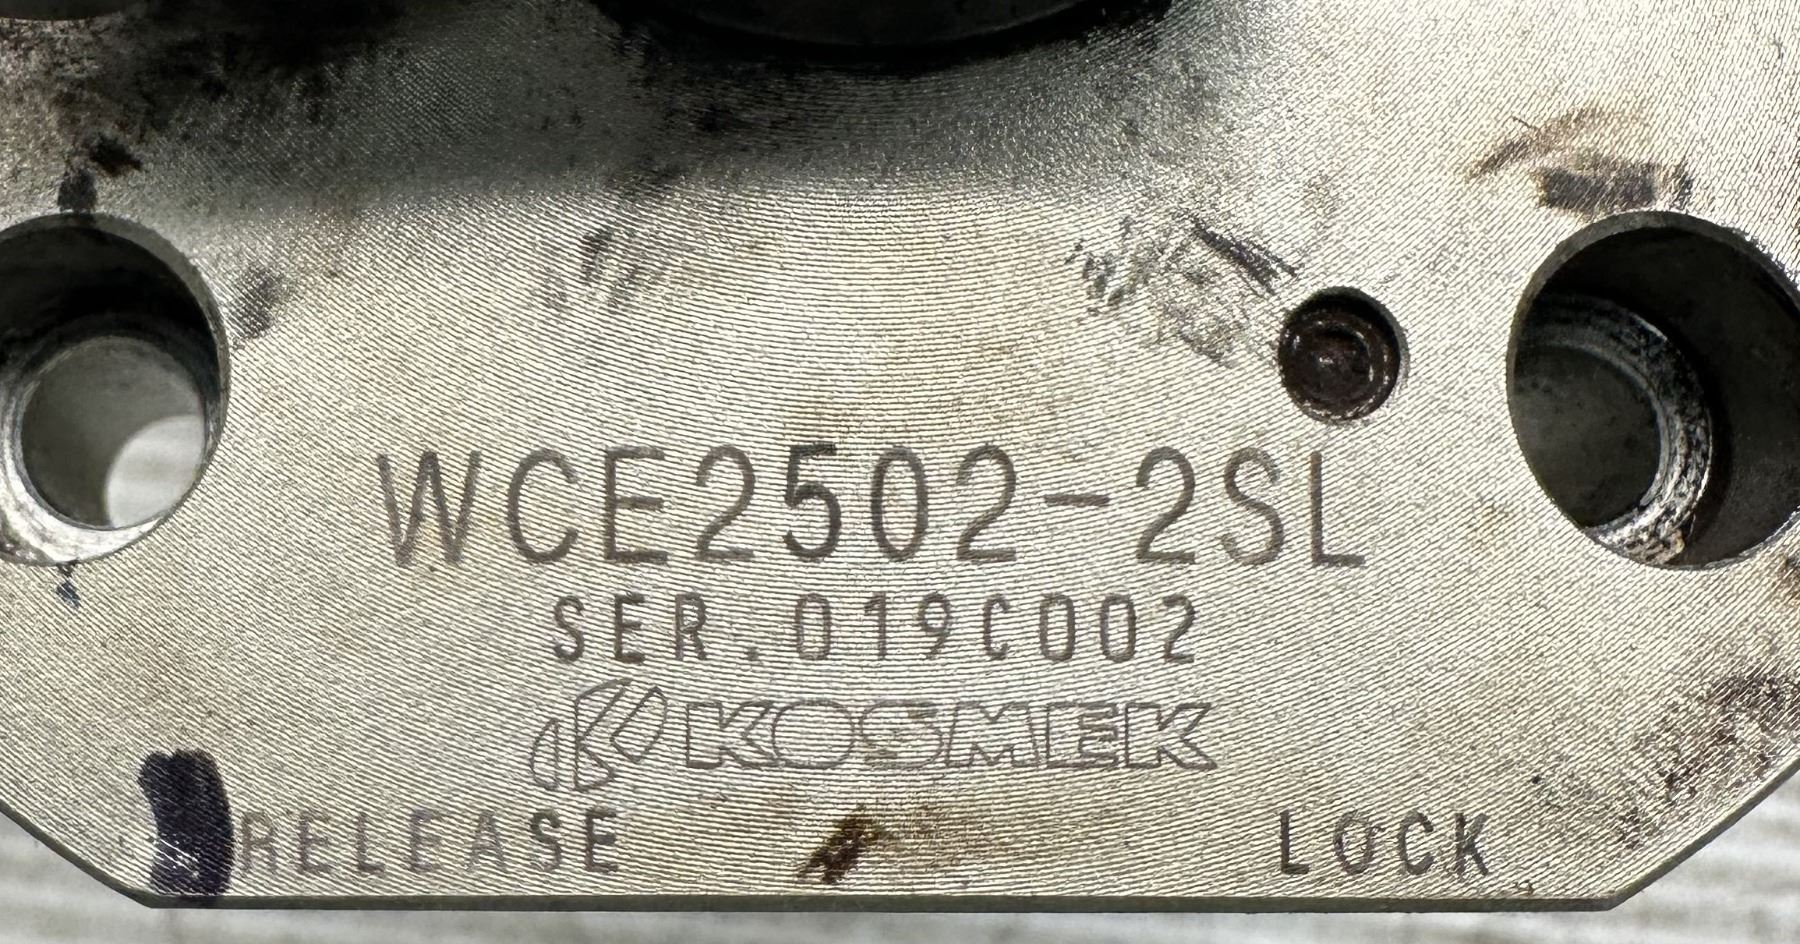 WCE2502-2SL
SER.019C002
KOSMEK
RELEASE LOCK